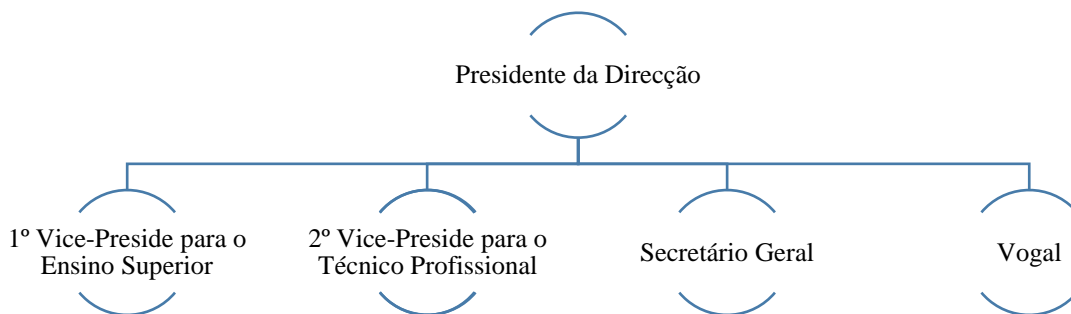 Presidente da Direcção
1º Vice-Preside para o
Ensino Superior
2º Vice-Preside para o
Técnico Profissional
Secretário Geral
Vogal